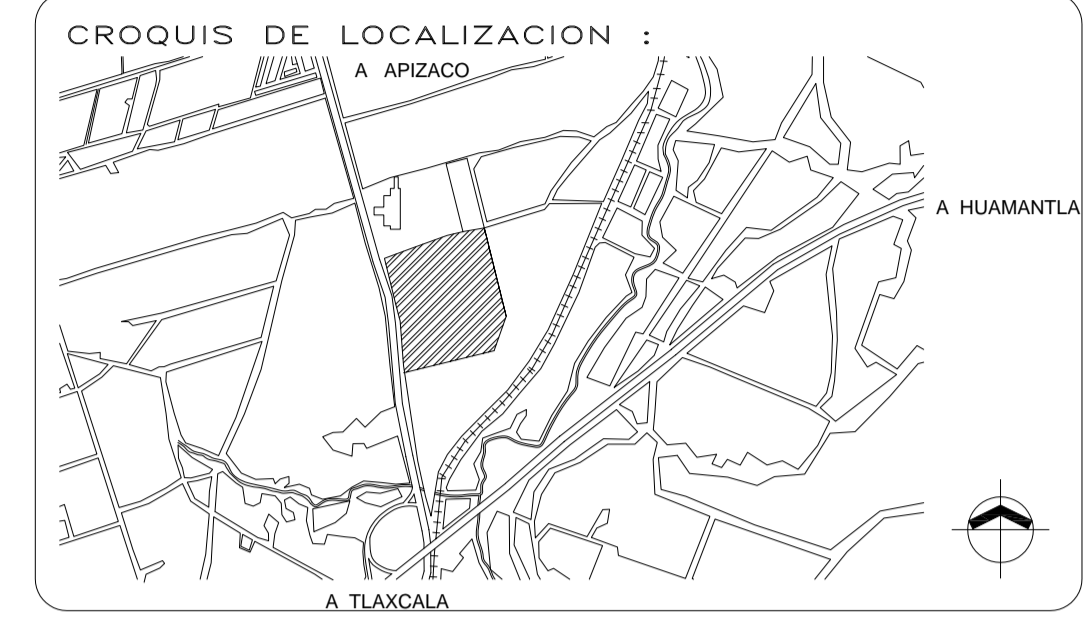 CROQUIS DE LOCALIZACION :
A APIZACO
A HUAMANTLA
A TLAXCALA